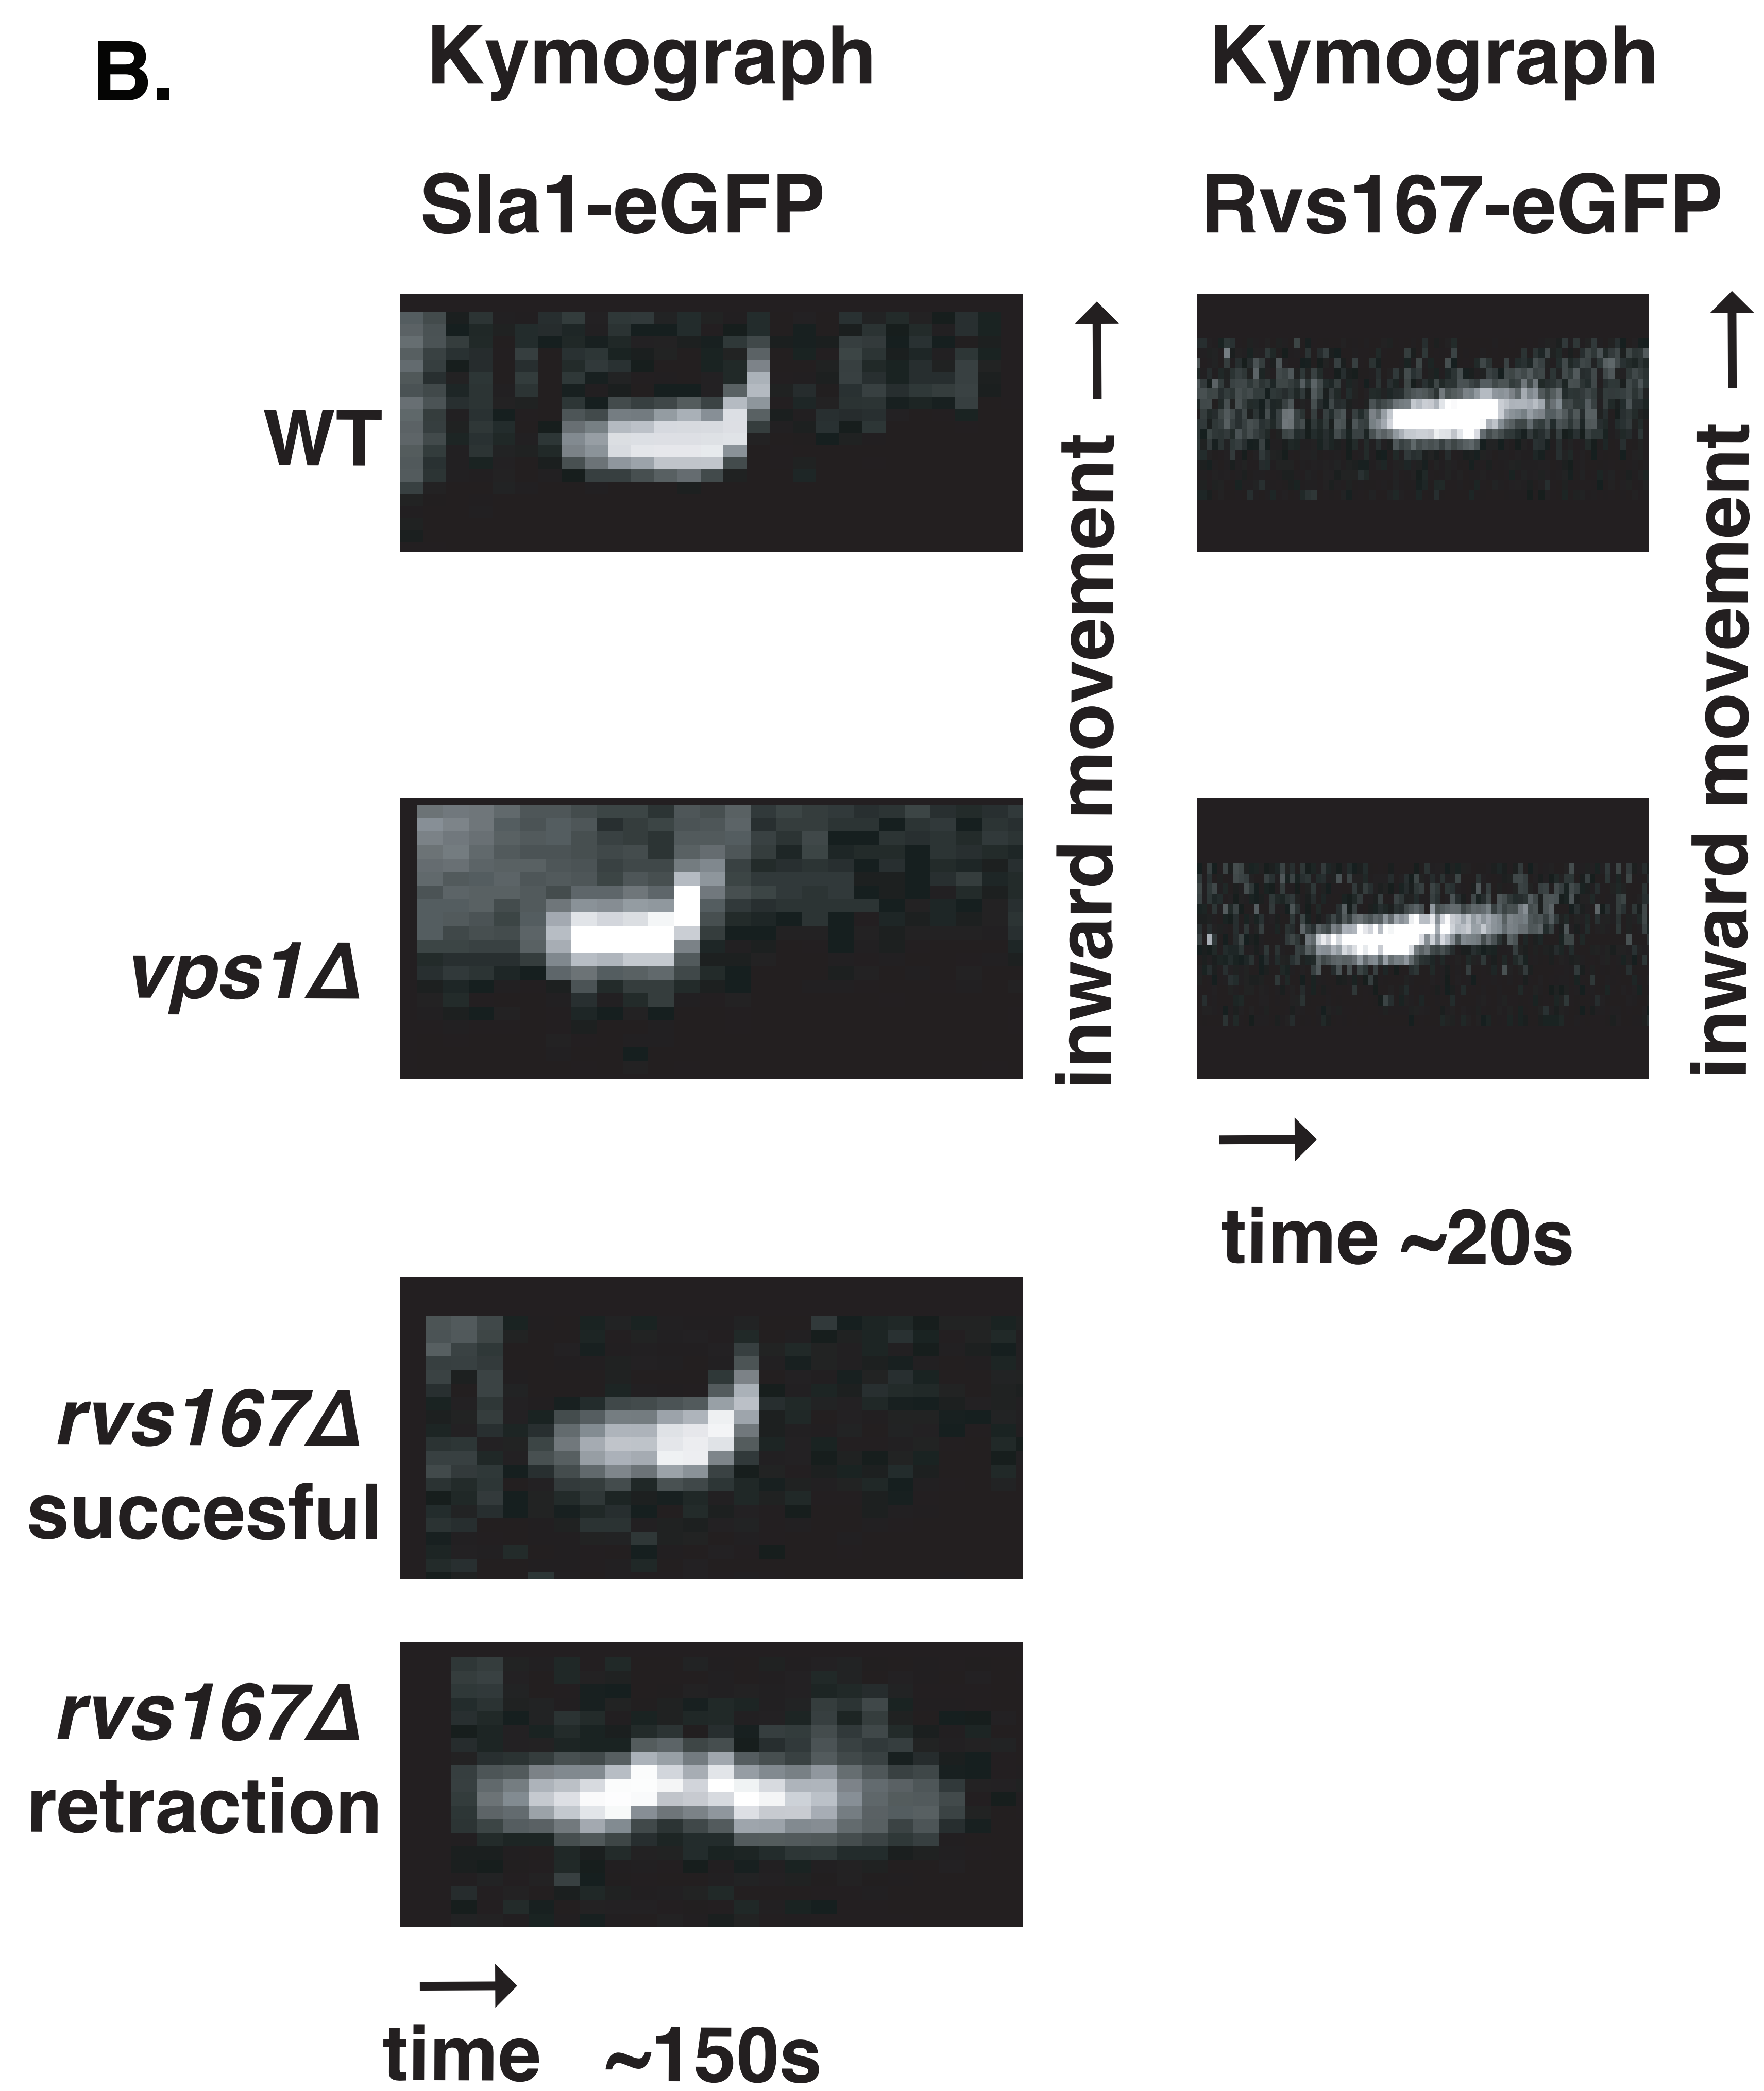 B.
Kymograph
Sla1-eGFP
Kymograph
Rvs167-eGFP
WT
vps1Δ
rvs167Δ
succesful
rvs167Δ
retraction
inward movement
inward movement
time ~20s
time ~150s